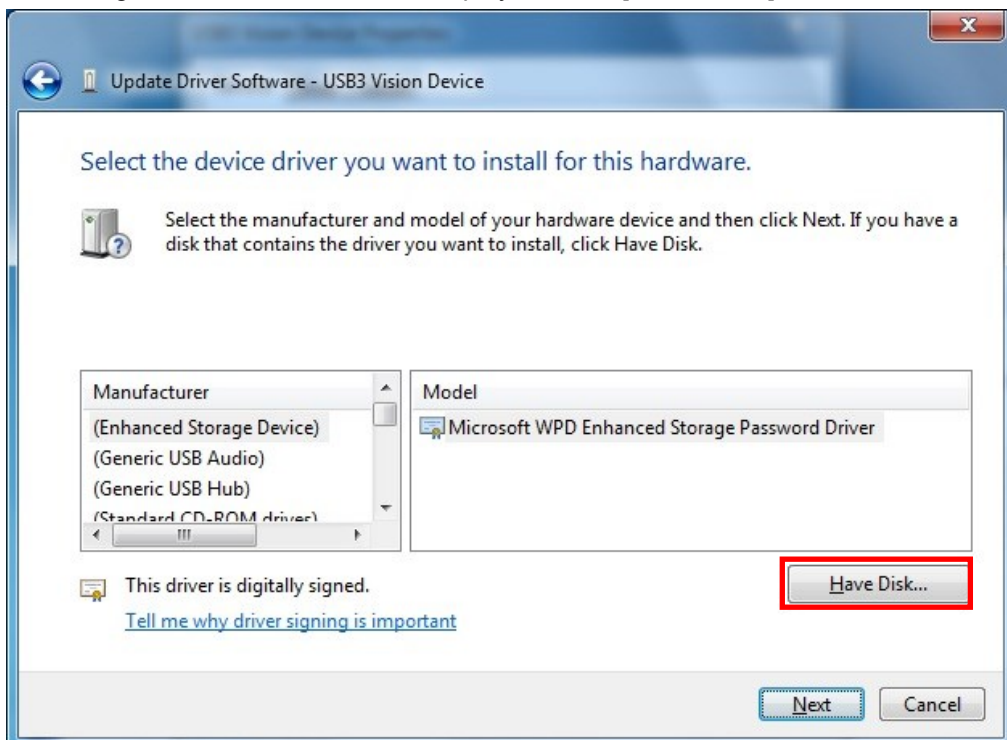 Update Driver Software - USB3 Vision Device
Select the device driver you want to install for this hardware.
Select the manufacturer and model of your hardware device and then click Next. If you have a
disk that contains the driver you want to install, click Have Disk.
Manufacturer
Model
(Enhanced Storage Device)
Microsoft WPD Enhanced Storage Password Driver
(Generic USB Audio)
(Generic USB Hub)
(Standard CD-ROM drives)
This driver is digitally signed.
Have Disk...
Tell me why driver signing is important
Next
Cancel